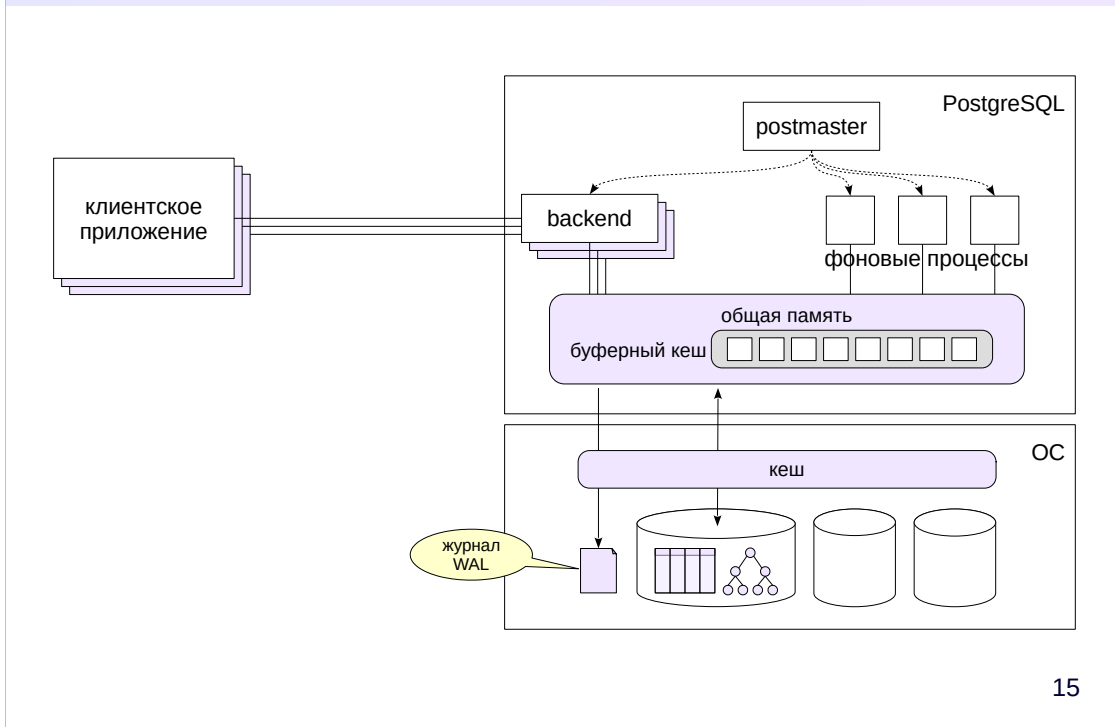 PostgreSQL
postmaster
клиентское
приложение
backend
фоновые процессы
общая память
буферный кеш
ОС
кеш
журнал
WAL
15